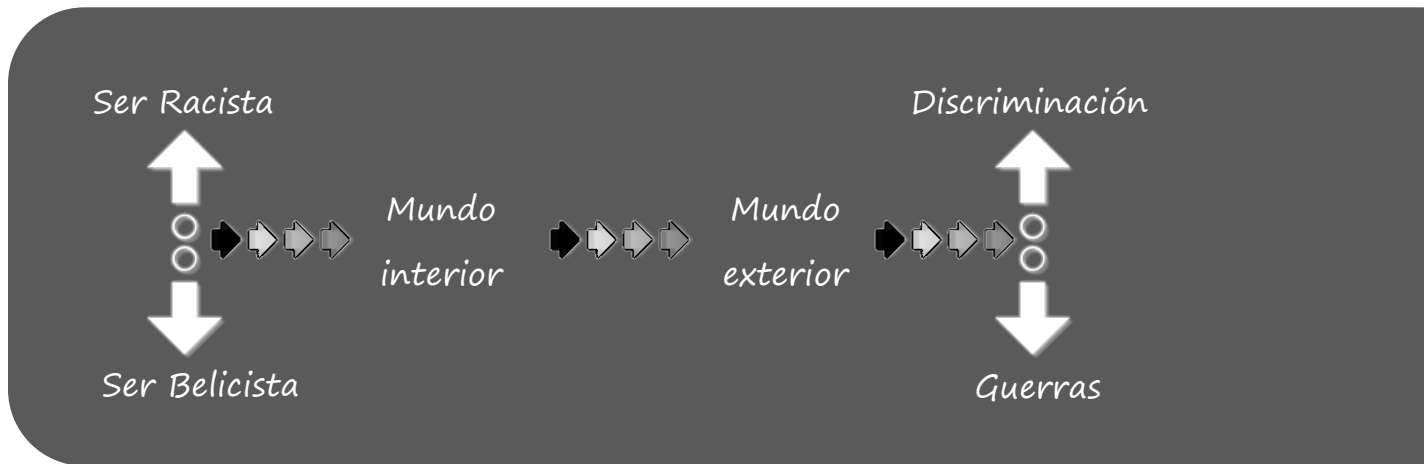 Ser Racista
Discriminación
Mundo
interior
Mundo
exterior
Ser Belicista
Guerras